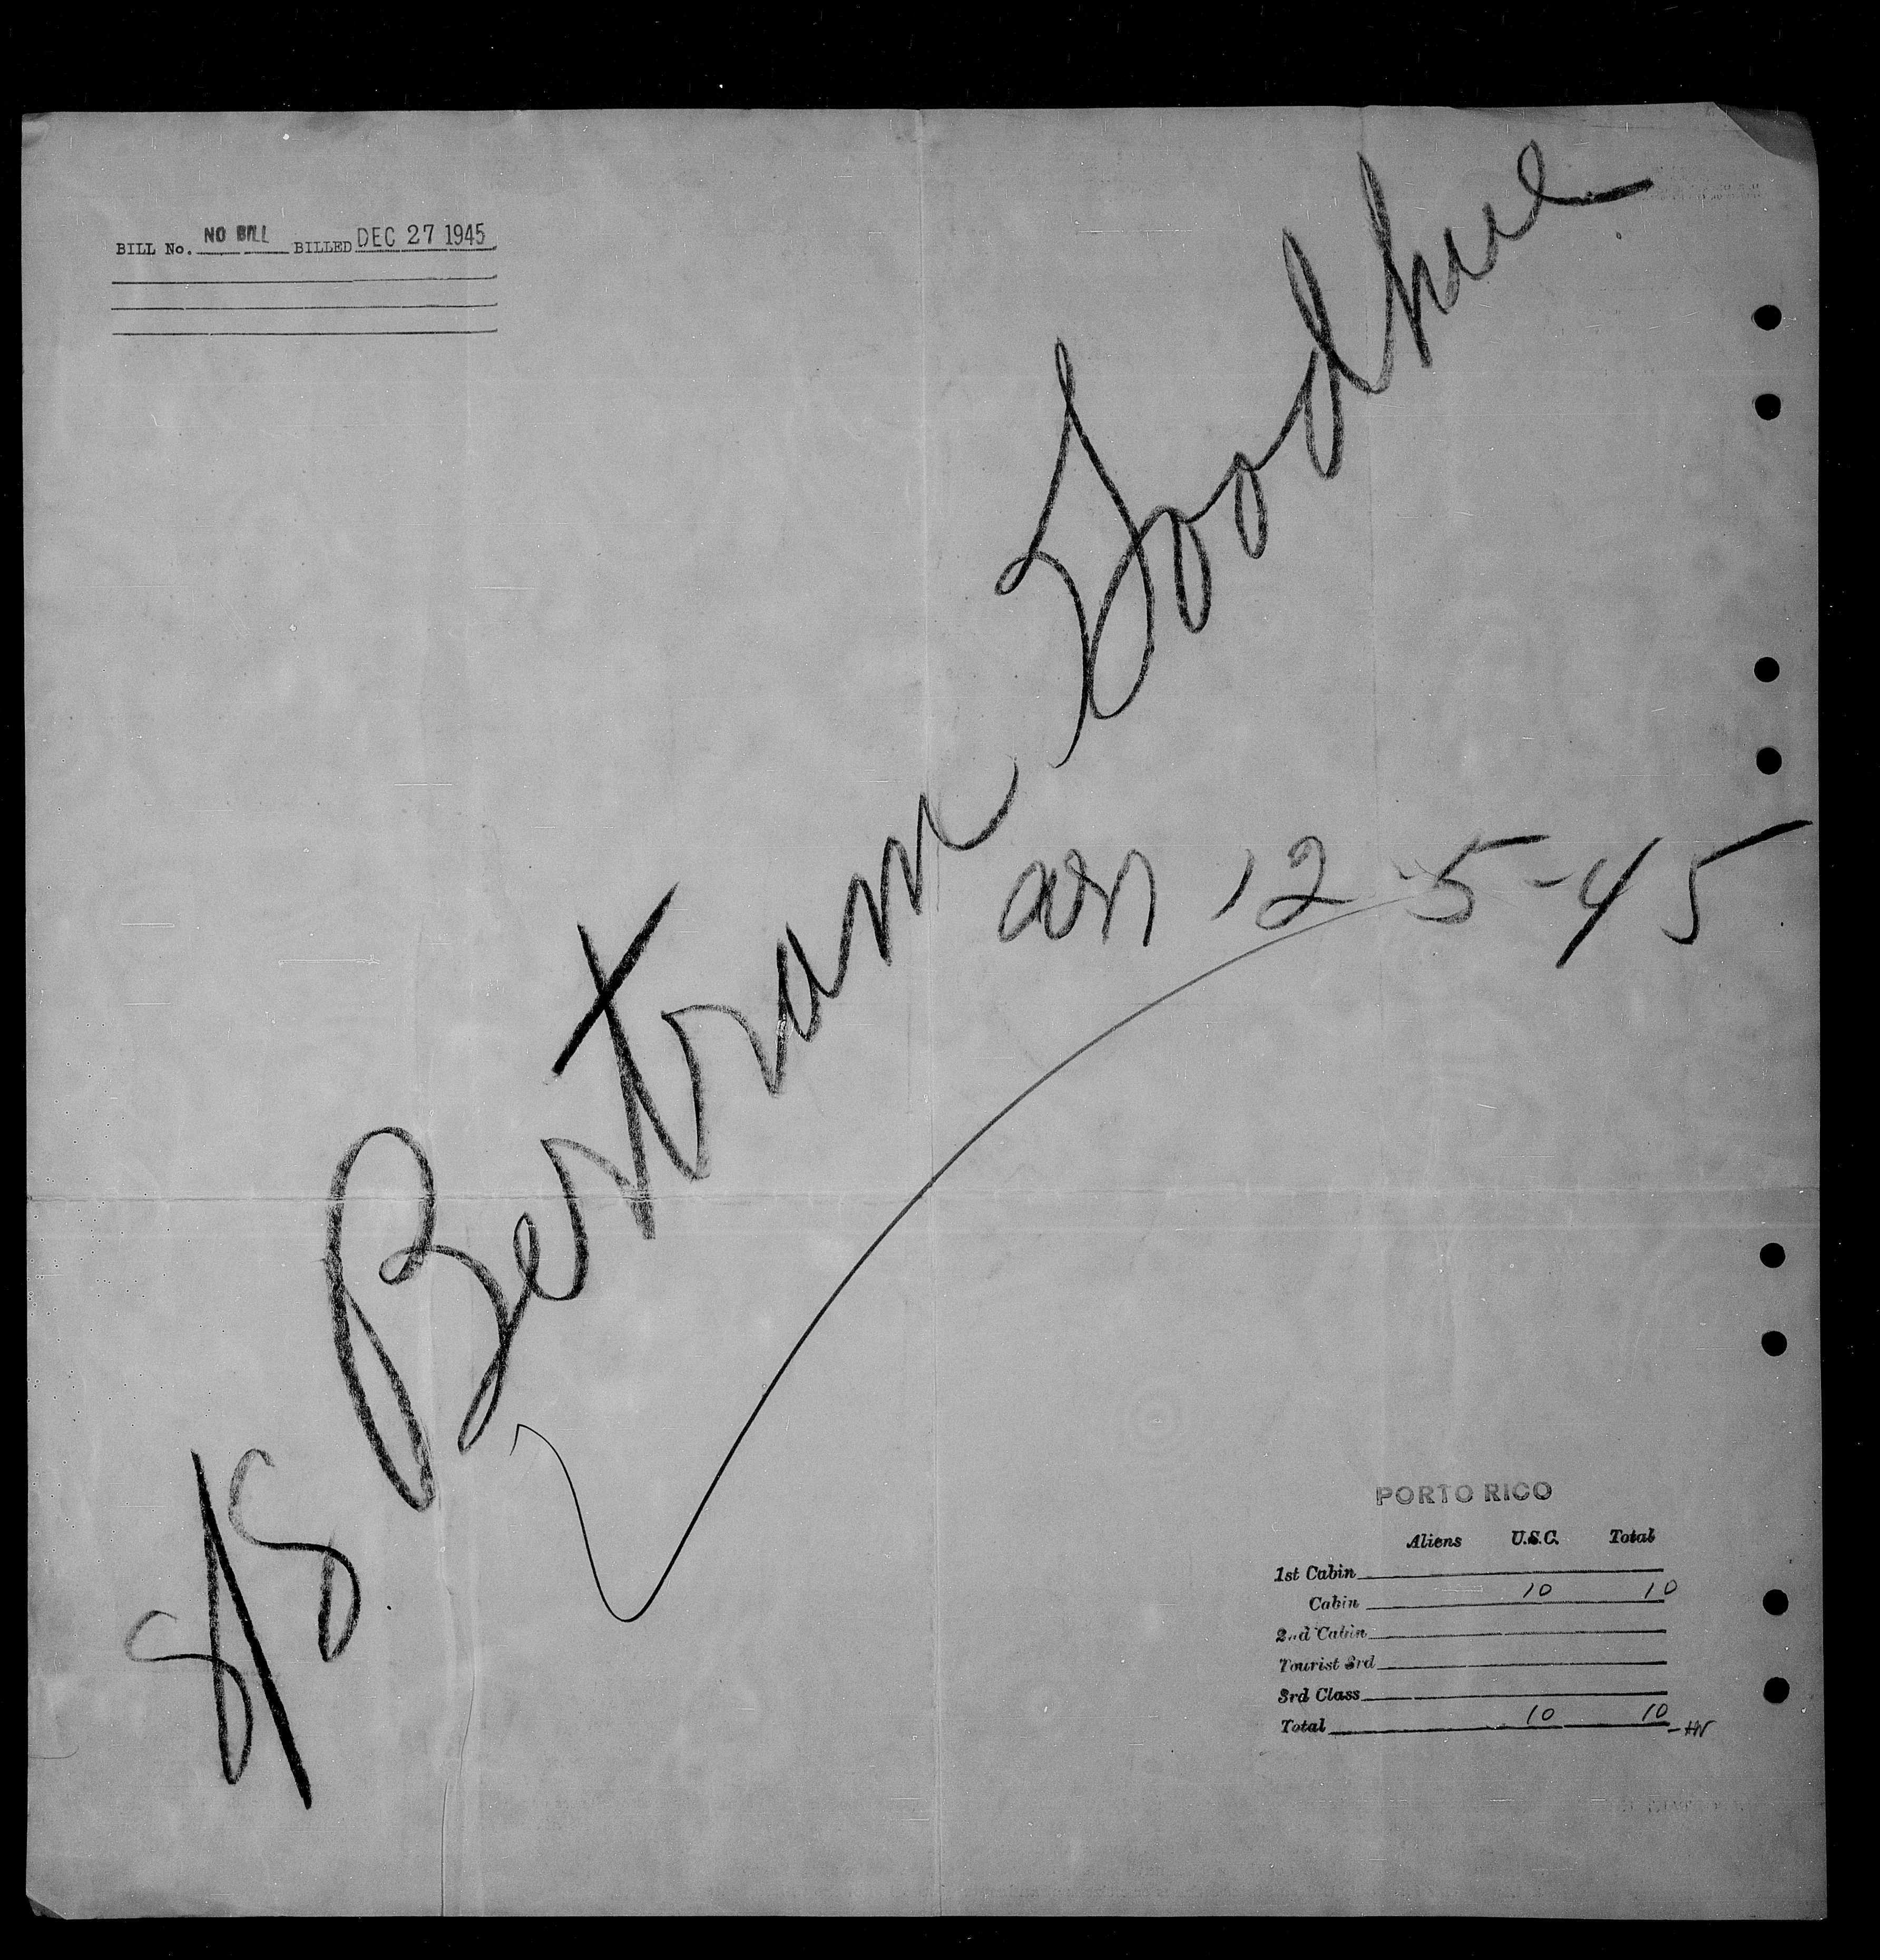 BILL No. NO BILL BILLED DEC 27 1945
S/S Bertram Goodhue
arr 12-5-45
PORTO RICO
Aliens U.S.C. Total
1st Cabin
Cabin 10 10
2nd Cabin
Tourist 3rd
3rd Class
Total 10 10 - HW